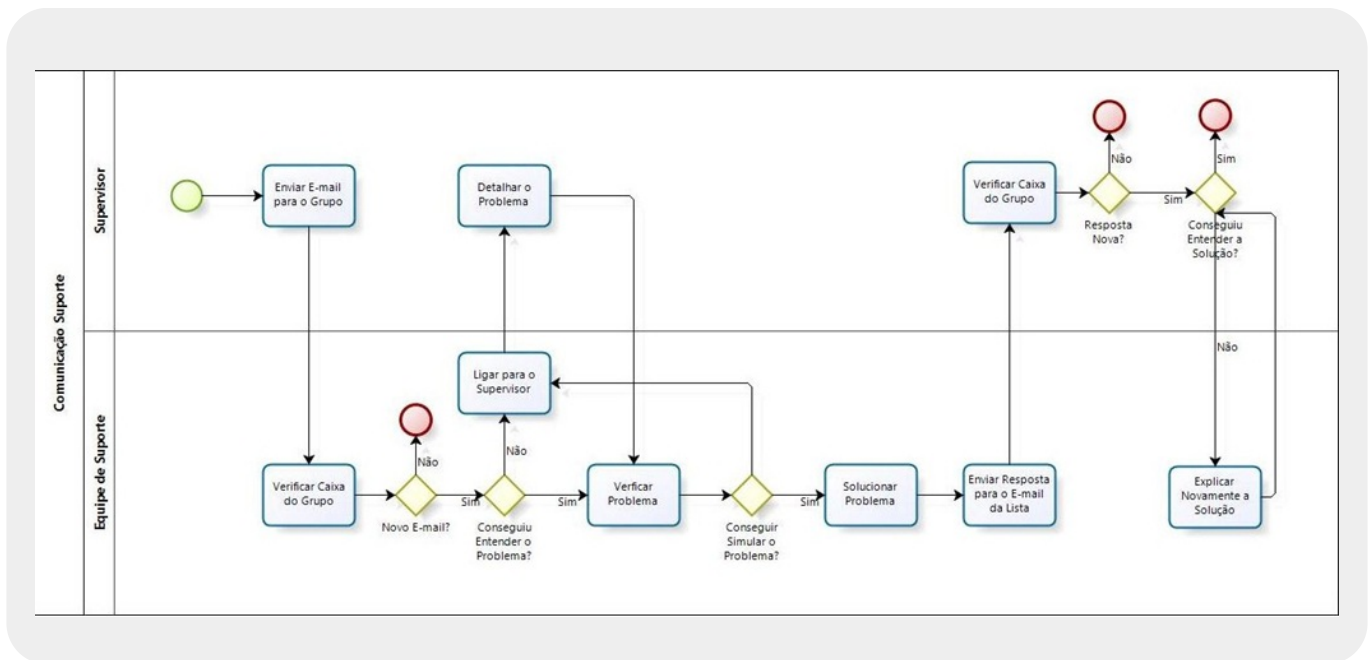 Comunicação Suporte
Supervisor
Enviar E-mail
para o Grupo
Detalhar o
Problema
Verificar Caixa
do Grupo
Não
Sim
Resposta
Nova?
Sim
Conseguiu
Entender a
Solução?
Não
Equipe de Suporte
Ligar para o
Supervisor
Verificar Caixa
do Grupo
Não
Novo E-mail?
Sim
Não
Conseguiu
Entender o
Problema?
Sim
Verficar
Problema
Conseguir
Simular o
Problema?
Sim
Solucionar
Problema
Enviar Resposta
para o E-mail
da Lista
Explicar
Novamente a
Solução